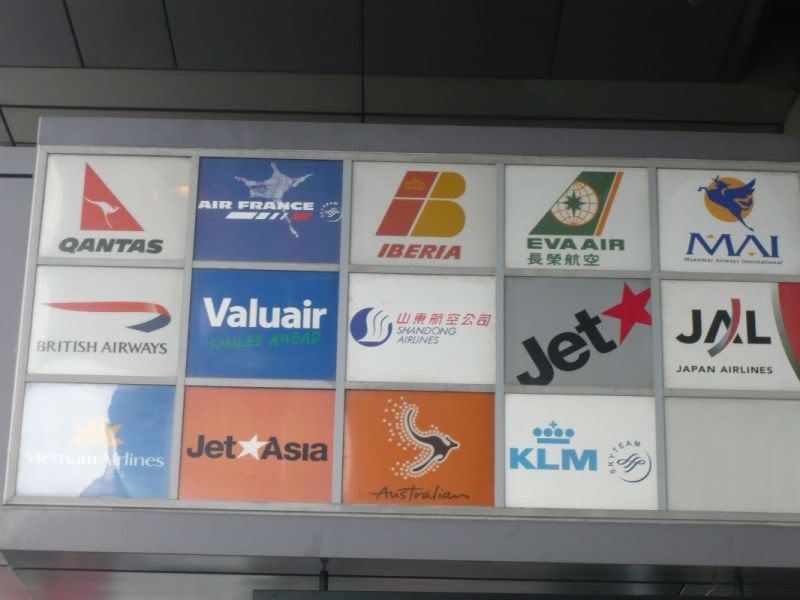 QANTAS
AIR FRANCE
IBERIA
EVA AIR
長榮航空
MAI
Myanmar Airways International
BRITISH AIRWAYS
Valuair
SMILES AHEAD
山東航空公司
SHANDONG
AIRLINES
Jet
JAL
JAPAN AIRLINES
Vietnam Airlines
Jet Asia
Australian
KLM
SKYTEAM